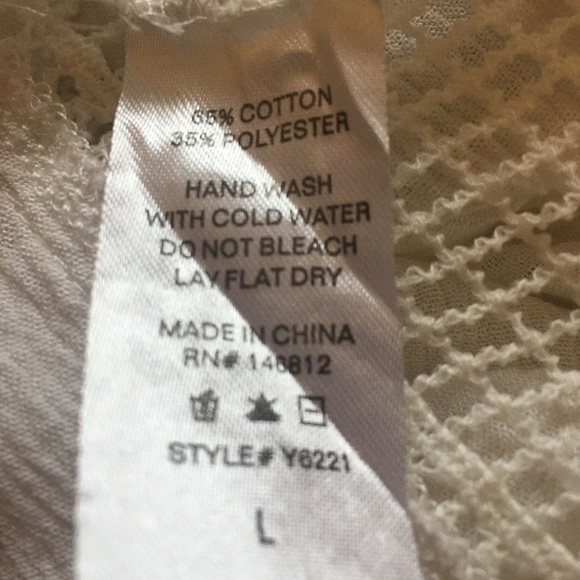 65% COTTON
35% POLYESTER
HAND WASH
WITH COLD WATER
DO NOT BLEACH
LAY FLAT DRY
MADE IN CHINA
RN# 146812
STYLE# Y6221
L